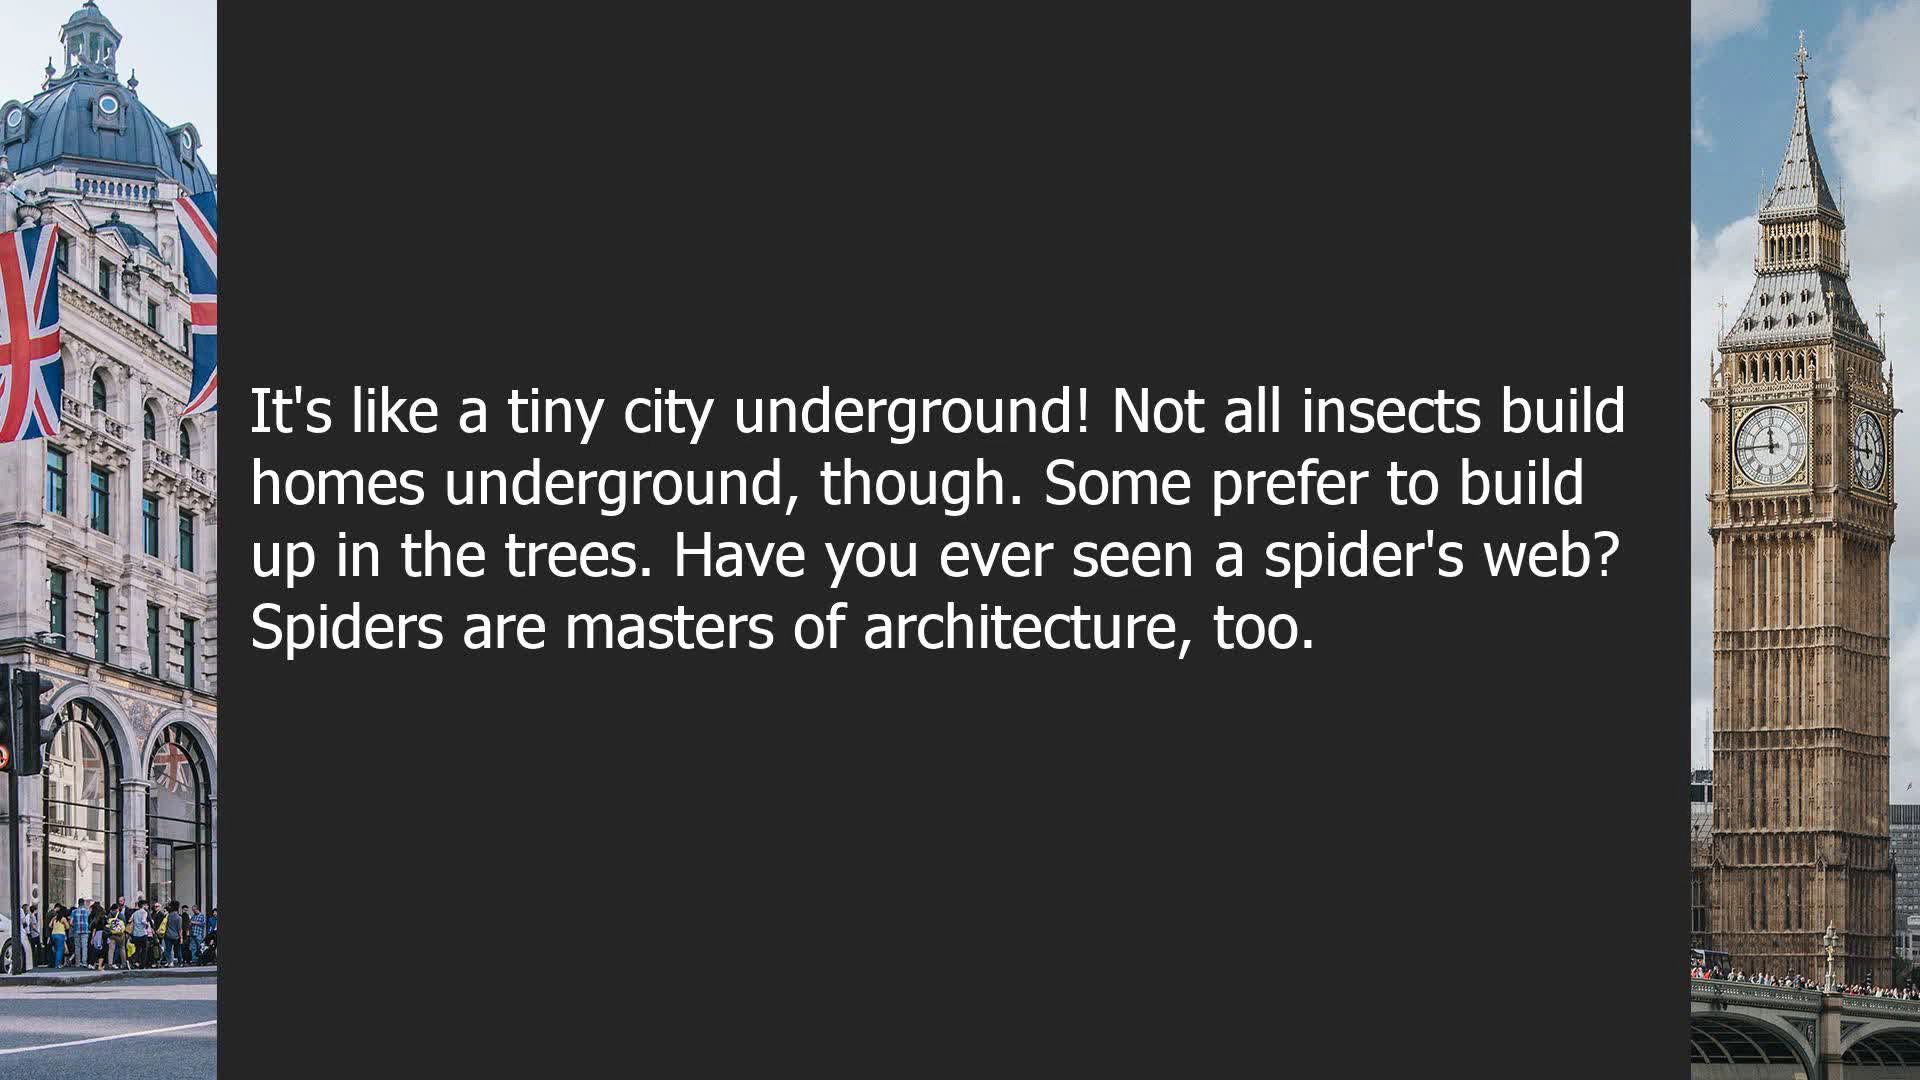 It's like a tiny city underground! Not all insects build
homes underground, though. Some prefer to build
up in the trees. Have you ever seen a spider's web?
Spiders are masters of architecture, too.